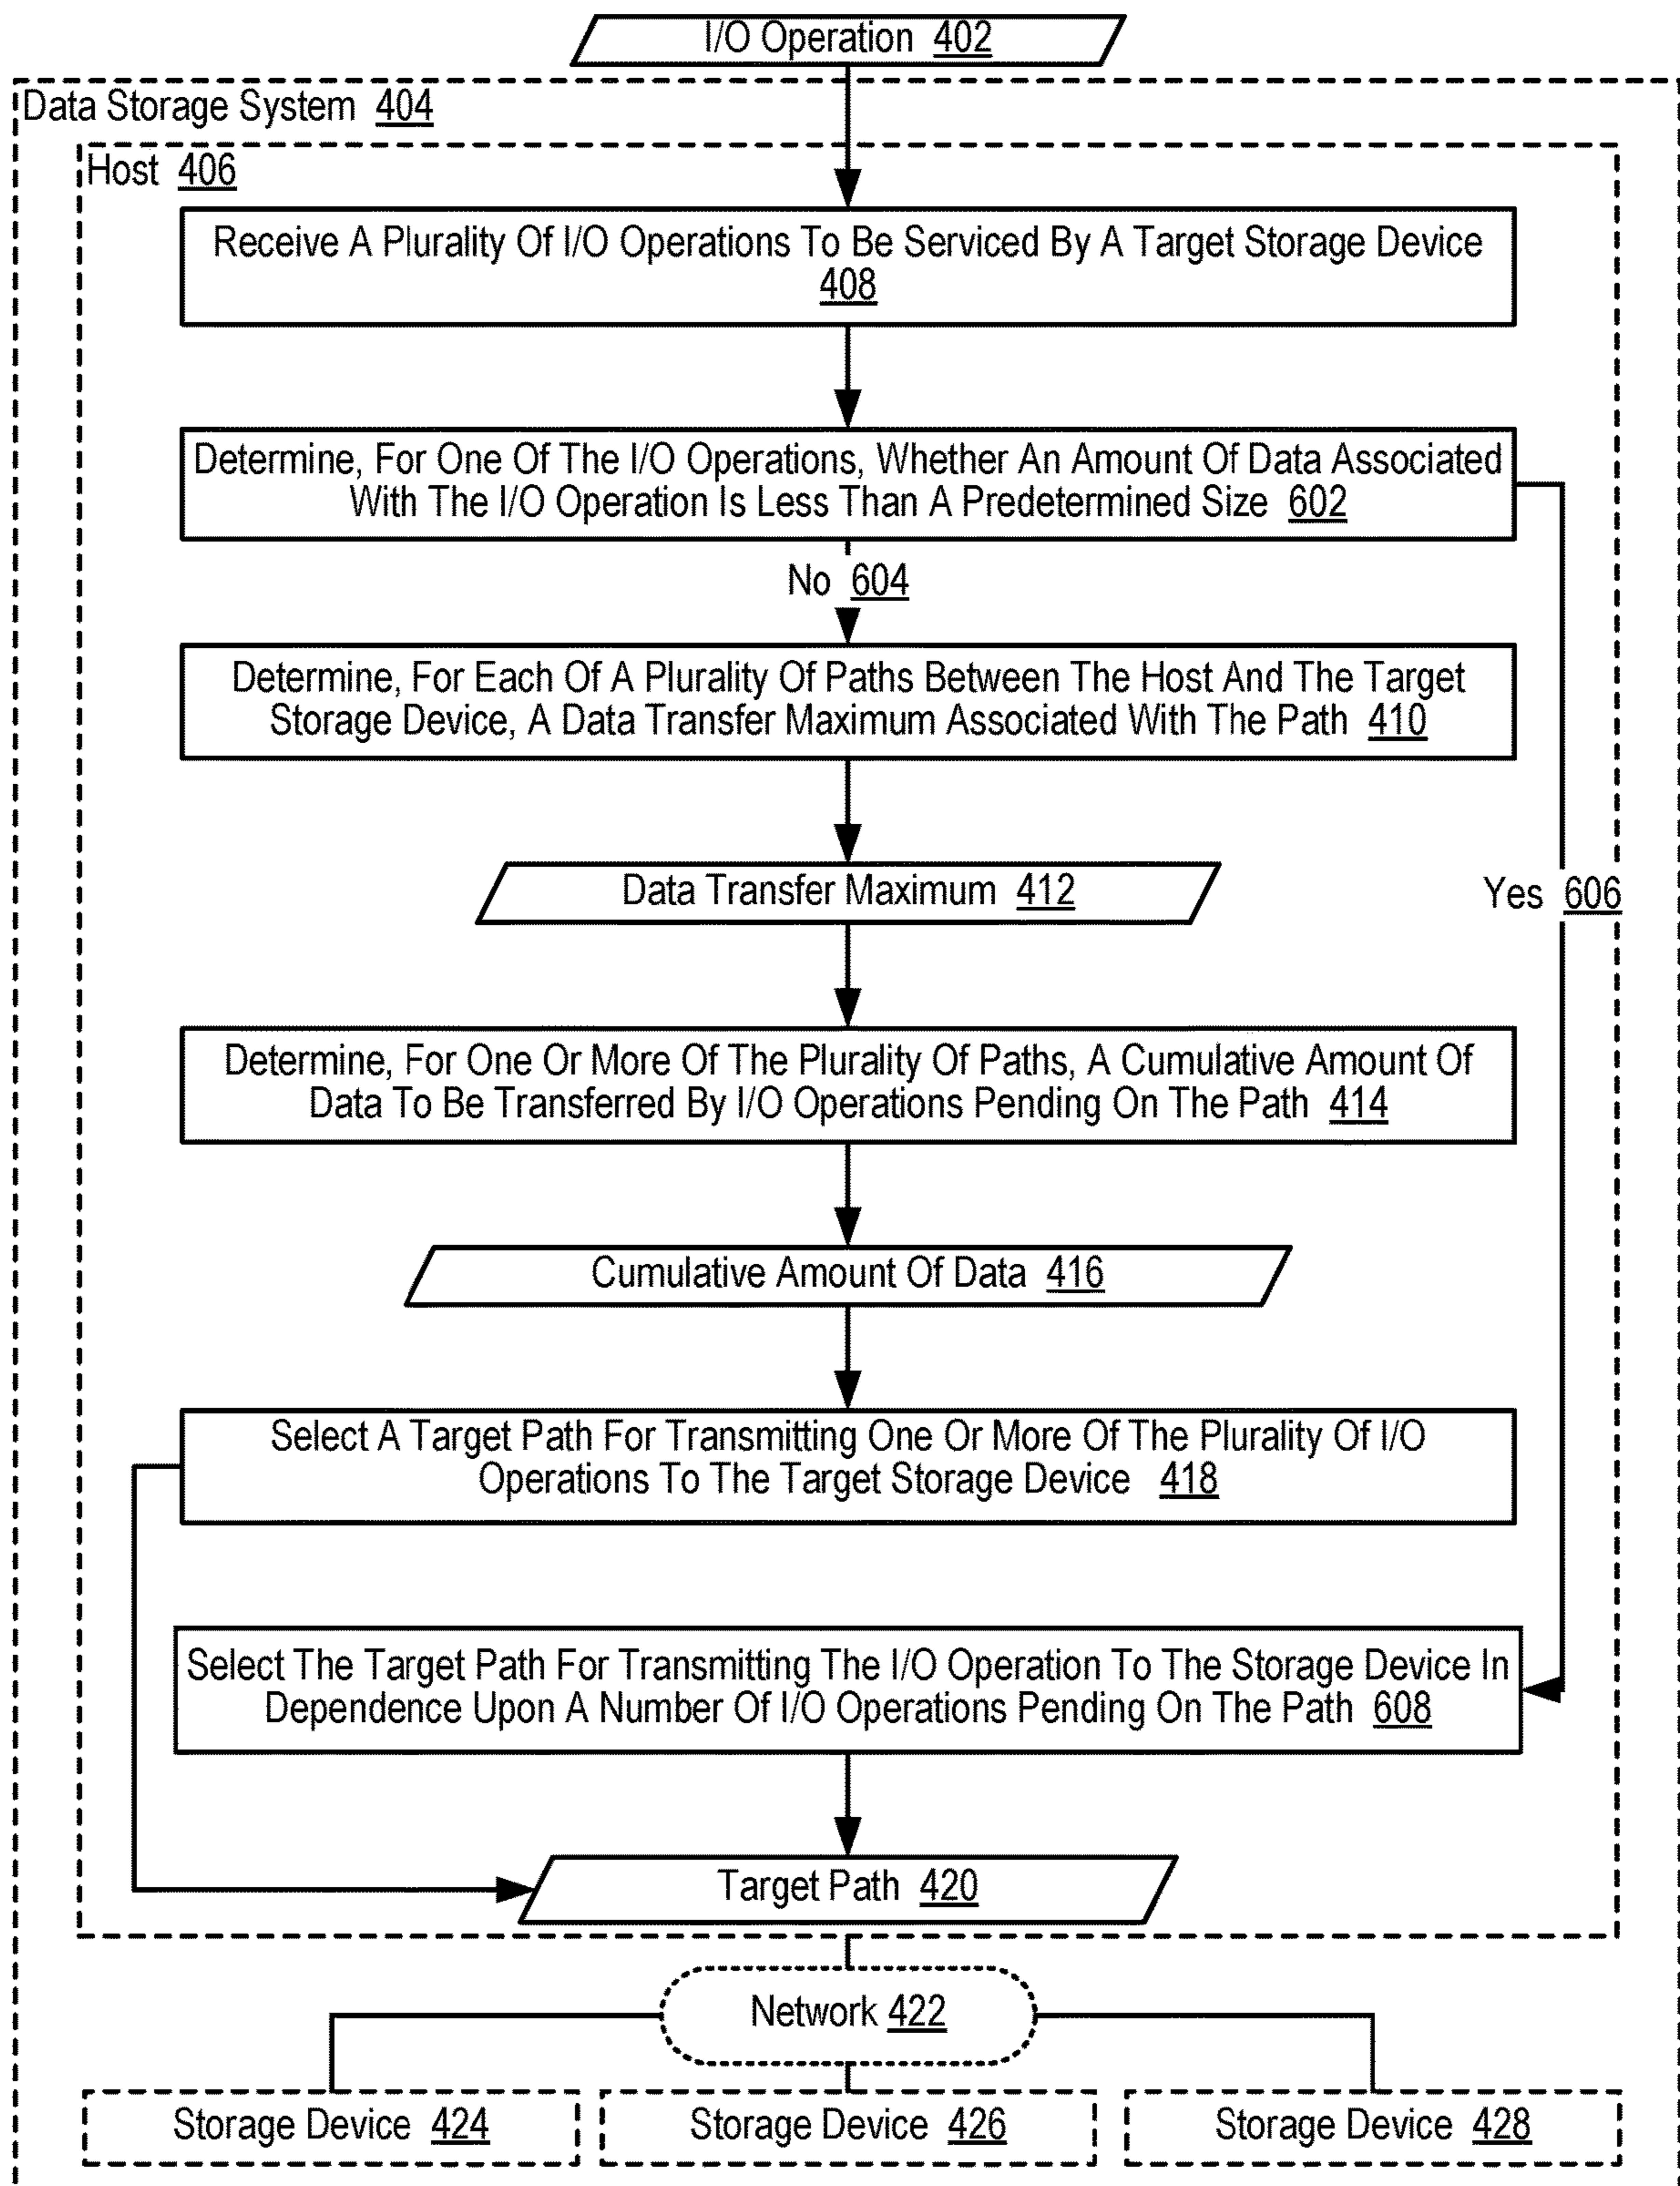 I/O Operation 402
Data Storage System 404
Host 406
Receive A Plurality Of I/O Operations To Be Serviced By A Target Storage Device
408
Determine, For One Of The I/O Operations, Whether An Amount Of Data Associated
With The I/O Operation Is Less Than A Predetermined Size 602
No 604
Determine, For Each Of A Plurality Of Paths Between The Host And The Target
Storage Device, A Data Transfer Maximum Associated With The Path 410
Data Transfer Maximum 412
Yes 606
Determine, For One Or More Of The Plurality Of Paths, A Cumulative Amount Of
Data To Be Transferred By I/O Operations Pending On The Path 414
Cumulative Amount Of Data 416
Select A Target Path For Transmitting One Or More Of The Plurality Of I/O
Operations To The Target Storage Device 418
Select The Target Path For Transmitting The I/O Operation To The Storage Device In
Dependence Upon A Number Of I/O Operations Pending On The Path 608
Target Path 420
Network 422
Storage Device 424
Storage Device 426
Storage Device 428